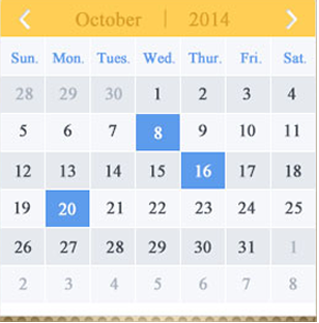 October | 2014
Sun. Mon. Tues. Wed. Thur. Fri. Sat.
28 29 30 1 2 3 4
5 6 7 8 9 10 11
12 13 14 15 16 17 18
19 20 21 22 23 24 25
26 27 28 29 30 31 1
2 3 4 5 6 7 8